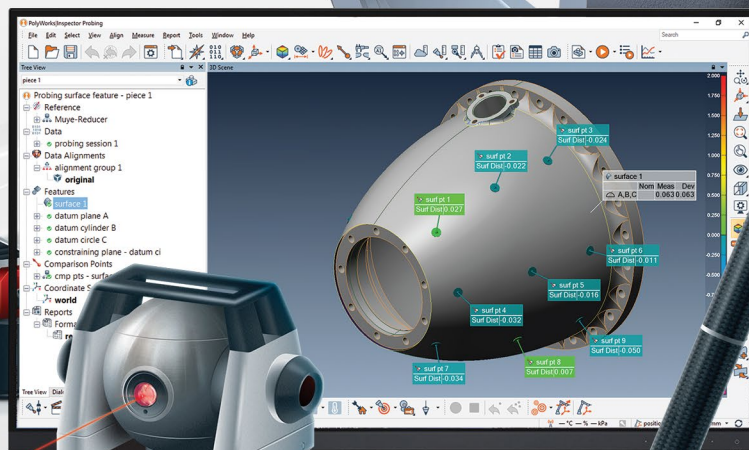 PolyWorks|Inspector Probing
File Edit Select View Align Measure Report Tools Window Help
Search
Tree View
3D Scene
piece 1
Probing surface feature - piece 1
Reference
Muye-Reducer
Data
probing session 1
Data Alignments
alignment group 1
original
Features
surface 1
datum plane A
datum cylinder B
datum circle C
constraining plane - datum ci
Comparison Points
cmp pts - surfa
Coordinate S
world
Reports
Forma
re
Tree View Dialo
surf pt 3
Surf Dist -0.024
surf pt 2
Surf Dist -0.022
surface 1
Nom Meas Dev
A,B,C 0.063 0.063
surf pt 1
Surf Dist 0.027
surf pt 6
Surf Dist -0.011
surf pt 5
Surf Dist -0.016
surf pt 4
Surf Dist -0.032
surf pt 9
Surf Dist -0.050
surf pt 8
Surf Dist 0.007
surf pt 7
Surf Dist -0.034
2.000
1.750
1.500
1.250
1.000
0.750
0.500
0.250
0.000
-0.250
-0.500
-0.7
-- °C -- % -- kPa
positio
mm